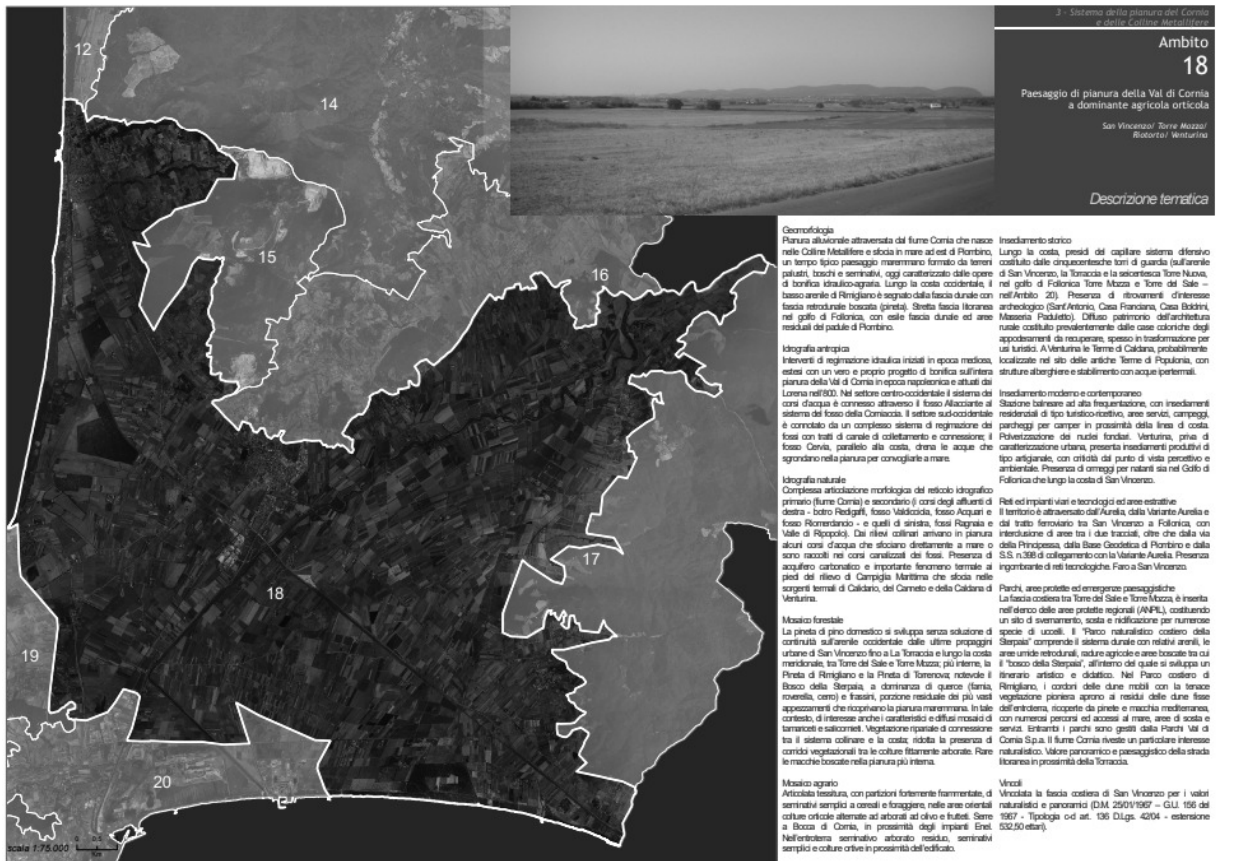 3 - Sistema della pianura del Cornia
e delle Colline Metallifere
Ambito
18
Paesaggio di pianura della Val di Cornia
a dominante agricola orticola
San Vincenzo/ Torre Mozza/
Riotorto/ Venturina
Descrizione tematica
12
14
15
16
17
18
19
20
scala 1:75.000
0 0.5 1
Km
Geomorfologia
Pianura alluvionale attraversata dal fiume Cornia che nasce
nelle Colline Metallifere e sfocia in mare ad est di Piombino,
un tempo tipico paesaggio maremmano formato da terreni
palustri, boschi e seminativi, oggi caratterizzato dalle opere
di bonifica idraulico-agraria. Lungo la costa occidentale, il
basso arenile di Rimigliano è segnato dalla fascia dunale con
fascia retrodunale boscata (pineta). Stretta fascia litoranea
nel golfo di Follonica, con esile fascia dunale ed aree
residuali del padule di Piombino.
Idrografia antropica
Interventi di regimazione idraulica iniziati in epoca medicea,
estesi con un vero e proprio progetto di bonifica sull'intera
pianura della Val di Cornia in epoca napoleonica e attuati dai
Lorena nell'800. Nel settore centro-occidentale il sistema dei
corsi d'acqua è connesso attraverso il fosso Allacciante al
sistema del fosso della Corniaccia. Il settore sud-occidentale
è connotato da un complesso sistema di regimazione dei
fossi con tratti di canale di collettamento e connessione; il
fosso Cervia, parallelo alla costa, drena le acque che
sgrondano nella pianura per convogliarle a mare.
Idrografia naturale
Complessa articolazione morfologica del reticolo idrografico
primario (fiume Cornia) e secondario (i corsi degli affluenti di
destra - botro Redigaffi, fosso Valdicciola, fosso Acquari e
fosso Riomerdancio - e quelli di sinistra, fossi Ragnaia e
Valle di Ripopolo). Dai rilievi collinari arrivano in pianura
alcuni corsi d'acqua che sfociano direttamente a mare o
sono raccolti nei corsi canalizzati dei fossi. Presenza di
acquifero carbonatico e importante fenomeno termale ai
piedi del rilievo di Campiglia Marittima che sfocia nelle
sorgenti termali di Calidario, del Cameto e della Caldana di
Venturina.
Mosaico forestale
La pineta di pino domestico si sviluppa senza soluzione di
continuità sull'arenile occidentale dalle ultime propaggini
urbane di San Vincenzo fino a La Torraccia e lungo la costa
meridionale, tra Torre del Sale e Torre Mozza; più interne, la
Pineta di Rimigliano e la Pineta di Torrenova; notevole il
Bosco della Sterpaia, a dominanza di querce (farnia,
roverella, cerro) e frassini, porzione residuale dei più vasti
appezzamenti che ricoprivano la pianura maremmana. In tale
contesto, di interesse anche i caratteristici e diffusi mosaici di
tamariceti e salicornieti. Vegetazione ripariale di connessione
tra il sistema collinare e la costa; ridotta la presenza di
corridoi vegetazionali tra le colture fittamente arborate. Rare
le macchie boscate nella pianura più interna.
Mosaico agrario
Articolata tessitura, con partizioni fortemente frammentate, di
seminativi semplici a cereali e foraggiere, nelle aree orientali
colture orticole alternate ad arborati ad olivo e frutteti. Serre
a Bocca di Cornia, in prossimità degli impianti Enel.
Nell'entroterra seminativo arborato residuo, seminativi
semplici e colture ortive in prossimità dell'edificato.
Insediamento storico
Lungo la costa, presidi del capillare sistema difensivo
costituito dalle cinquecentesche torri di guardia (sull'arenile
di San Vincenzo, la Torraccia e la seicentesca Torre Nuova,
nel golfo di Follonica Torre Mozza e Torre del Sale –
nell'Ambito 20). Presenza di ritrovamenti d'interesse
archeologico (Sant'Antonio, Casa Franciana, Casa Boldrini,
Masseria Paduletto). Diffuso patrimonio dell'architettura
rurale costituito prevalentemente dalle case coloniche degli
appoderamenti da recuperare, spesso in trasformazione per
usi turistici. A Venturina le Terme di Caldana, probabilmente
localizzate nel sito delle antiche Terme di Populonia, con
strutture alberghiere e stabilimento con acque ipertermali.
Insediamento moderno e contemporaneo
Stazione balneare ad alta frequentazione, con insediamenti
residenziali di tipo turistico-ricettivo, aree servizi, campeggi,
parcheggi per camper in prossimità della linea di costa.
Polverizzazione dei nuclei fondiari. Venturina, priva di
caratterizzazione urbana, presenta insediamenti produttivi di
tipo artigianale, con criticità dal punto di vista percettivo e
ambientale. Presenza di ormeggi per natanti sia nel Golfo di
Follonica che lungo la costa di San Vincenzo.
Reti ed impianti viari e tecnologici ed aree estrattive
Il territorio è attraversato dall'Aurelia, dalla Variante Aurelia e
dal tratto ferroviario tra San Vincenzo a Follonica, con
interclusione di aree tra i due tracciati, oltre che dalla via
della Principessa, dalla Base Geodetica di Piombino e dalla
S.S. n.398 di collegamento con la Variante Aurelia. Presenza
ingombrante di reti tecnologiche. Faro a San Vincenzo.
Parchi, aree protette ed emergenze paesaggistiche
La fascia costiera tra Torre del Sale e Torre Mozza, è inserita
nell'elenco delle aree protette regionali (ANPIL), costituendo
un sito di svernamento, sosta e nidificazione per numerose
specie di uccelli. Il "Parco naturalistico costiero della
Sterpaia" comprende il sistema dunale con relativi arenili, le
aree umide retrodunali, radure agricole e aree boscate tra cui
il "bosco della Sterpaia", all'interno del quale si sviluppa un
itinerario artistico e didattico. Nel Parco costiero di
Rimigliano, i cordoni delle dune mobili con la tenace
vegetazione pioniera aprono ai residui delle dune fisse
dell'entroterra, ricoperte da pinete e macchia mediterranea,
con numerosi percorsi ed accessi al mare, aree di sosta e
servizi. Entrambi i parchi sono gestiti dalla Parchi Val di
Cornia S.p.a. Il fiume Cornia riveste un particolare interesse
naturalistico. Valore panoramico e paesaggistico della strada
litoranea in prossimità della Torraccia.
Vincoli
Vincolata la fascia costiera di San Vincenzo per i valori
naturalistici e panoramici (D.M. 25/01/1967 – G.U. 156 del
1967 - Tipologia c-d art. 136 D.Lgs. 42/04 - estensione
532,50 ettari).